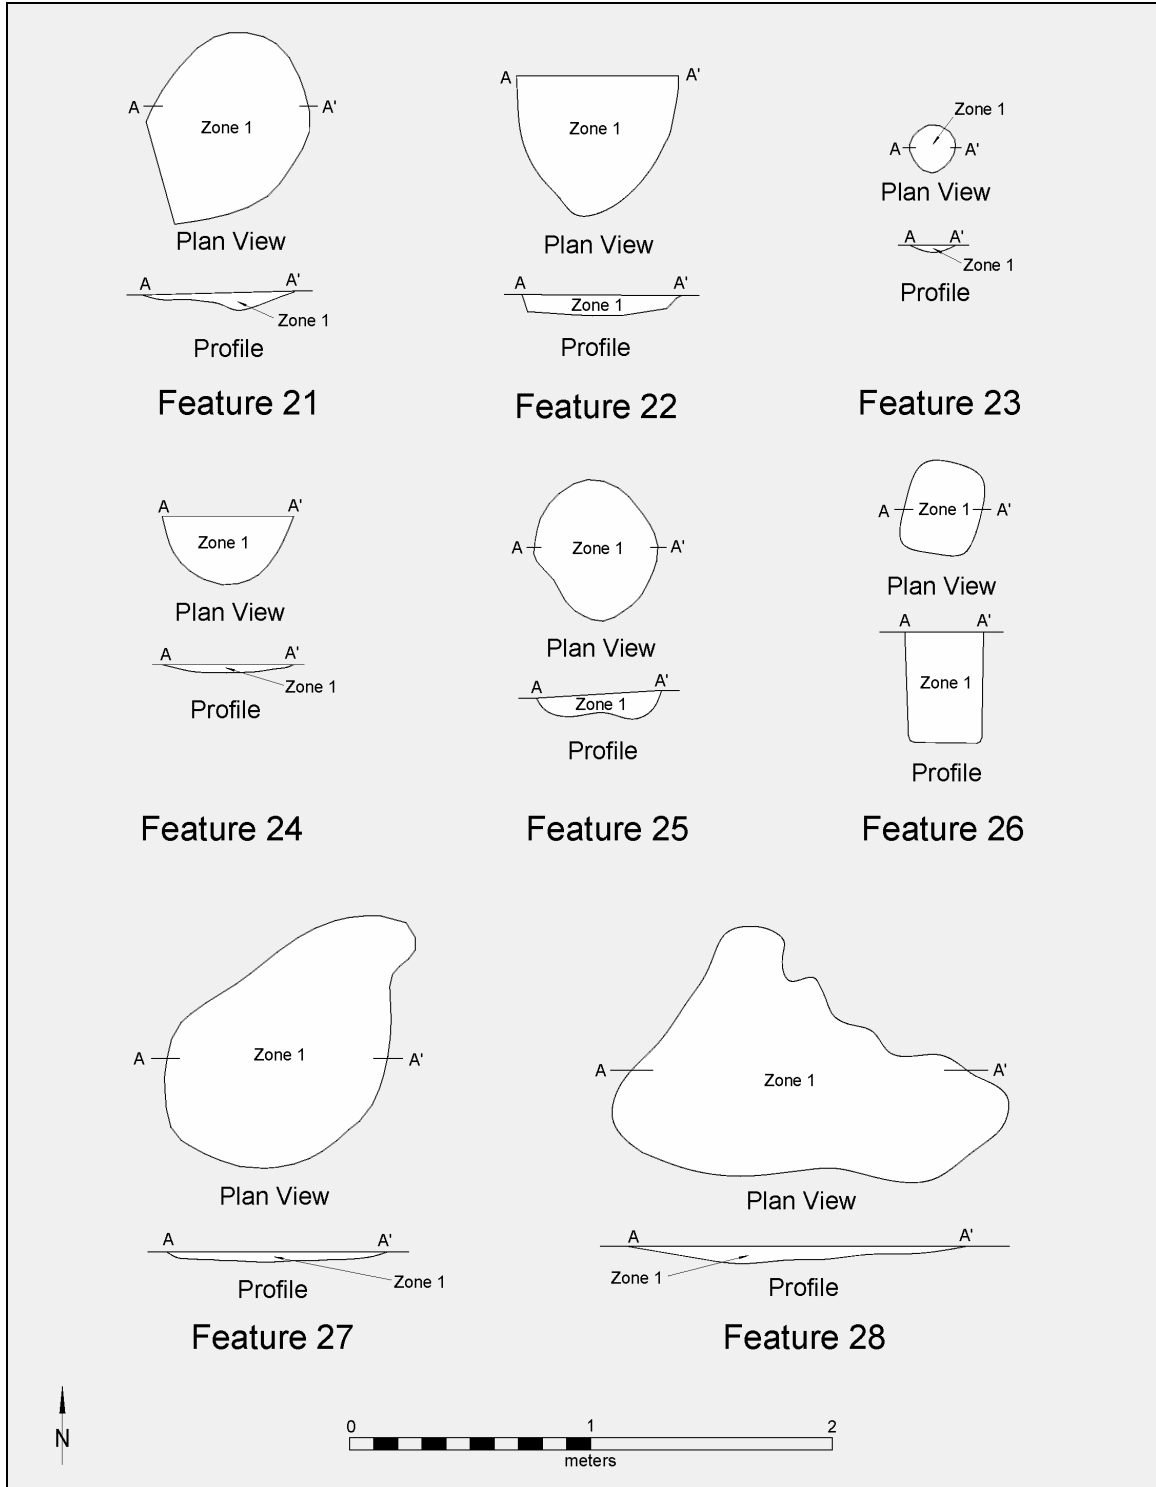 A A'
Zone 1
Plan View
A A'
Zone 1
Profile
Feature 21
A A'
Zone 1
Plan View
A A'
Zone 1
Profile
Feature 22
Zone 1
A A'
Plan View
A A'
Zone 1
Profile
Feature 23
A A'
Zone 1
Plan View
A A'
Zone 1
Profile
Feature 24
A Zone 1 A'
Plan View
A A'
Zone 1
Profile
Feature 25
A Zone 1 A'
Plan View
A A'
Zone 1
Profile
Feature 26
A Zone 1 A'
Plan View
A A'
Zone 1
Profile
Feature 27
A A'
Zone 1
Plan View
A A'
Zone 1
Profile
Feature 28
N
0 1 2
meters